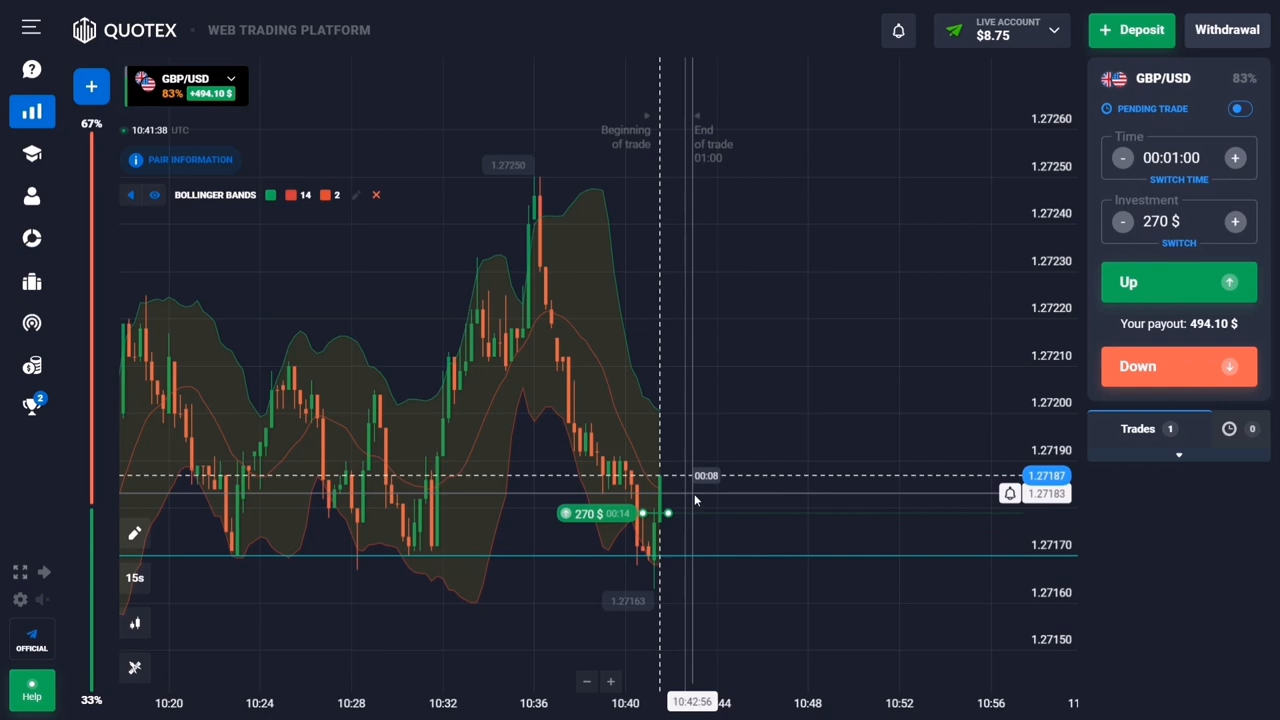 QUOTEX
WEB TRADING PLATFORM
LIVE ACCOUNT
$8.75
+ Deposit
Withdrawal
GBP/USD
83% +494.10 $
67%
10:41:38 UTC
PAIR INFORMATION
BOLLINGER BANDS 14 2
Beginning
of trade
End
of trade
01:00
1.27250
1.27260
1.27250
1.27240
1.27230
1.27220
1.27210
1.27200
1.27190
1.27187
1.27183
1.27170
1.27160
1.27150
00:08
270 $ 00:14
1.27163
15s
10:20
10:24
10:28
10:32
10:36
10:40
10:42:56
44
10:48
10:52
10:56
11
2
OFFICIAL
Help
33%
GBP/USD 83%
PENDING TRADE
Time
- 00:01:00 +
SWITCH TIME
Investment
- 270 $ +
SWITCH
Up
Your payout: 494.10 $
Down
Trades 1
0